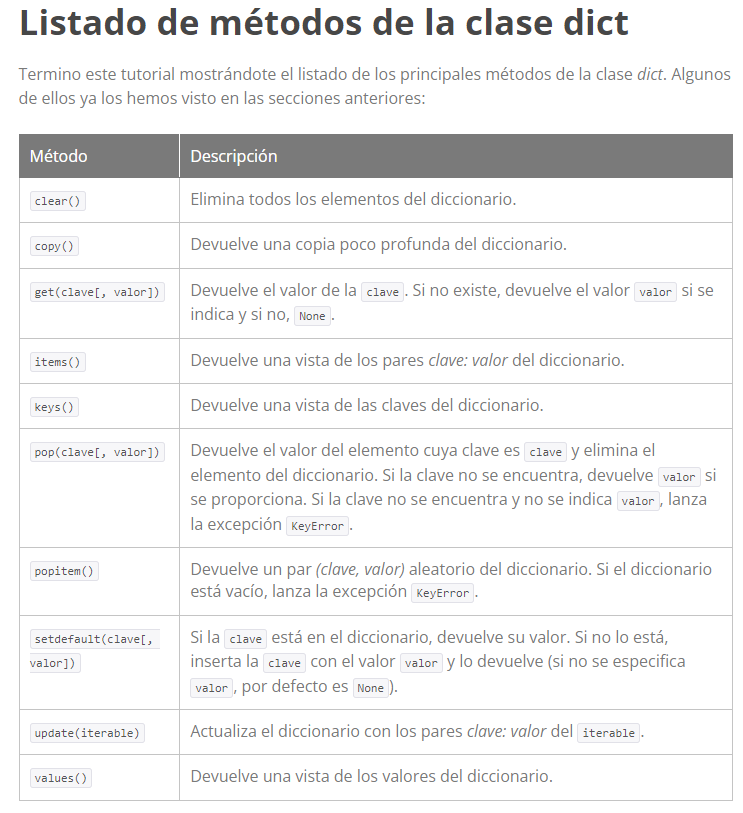 Listado de métodos de la clase dict
Termino este tutorial mostrándote el listado de los principales métodos de la clase dict. Algunos
de ellos ya los hemos visto en las secciones anteriores:
Método Descripción
clear() Elimina todos los elementos del diccionario.
copy() Devuelve una copia poco profunda del diccionario.
get(clave[, valor]) Devuelve el valor de la clave. Si no existe, devuelve el valor valor si se
indica y si no, None.
items() Devuelve una vista de los pares clave: valor del diccionario.
keys() Devuelve una vista de las claves del diccionario.
pop(clave[, valor]) Devuelve el valor del elemento cuya clave es clave y elimina el
elemento del diccionario. Si la clave no se encuentra, devuelve valor si
se proporciona. Si la clave no se encuentra y no se indica valor, lanza
la excepción KeyError.
popitem() Devuelve un par (clave, valor) aleatorio del diccionario. Si el diccionario
está vacío, lanza la excepción KeyError.
setdefault(clave[, Si la clave está en el diccionario, devuelve su valor. Si no lo está,
valor]) inserta la clave con el valor valor y lo devuelve (si no se especifica
valor, por defecto es None).
update(iterable) Actualiza el diccionario con los pares clave: valor del iterable.
values() Devuelve una vista de los valores del diccionario.